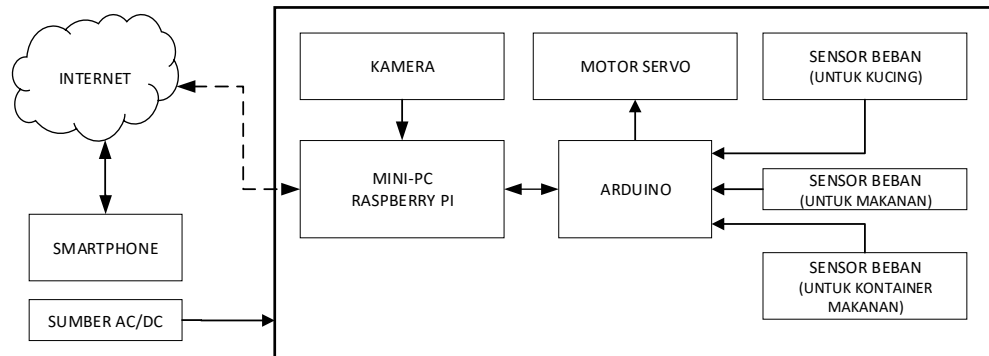 INTERNET
SMARTPHONE
SUMBER AC/DC
KAMERA
MINI-PC
RASPBERRY PI
MOTOR SERVO
ARDUINO
SENSOR BEBAN
(UNTUK KUCING)
SENSOR BEBAN
(UNTUK MAKANAN)
SENSOR BEBAN
(UNTUK KONTAINER
MAKANAN)